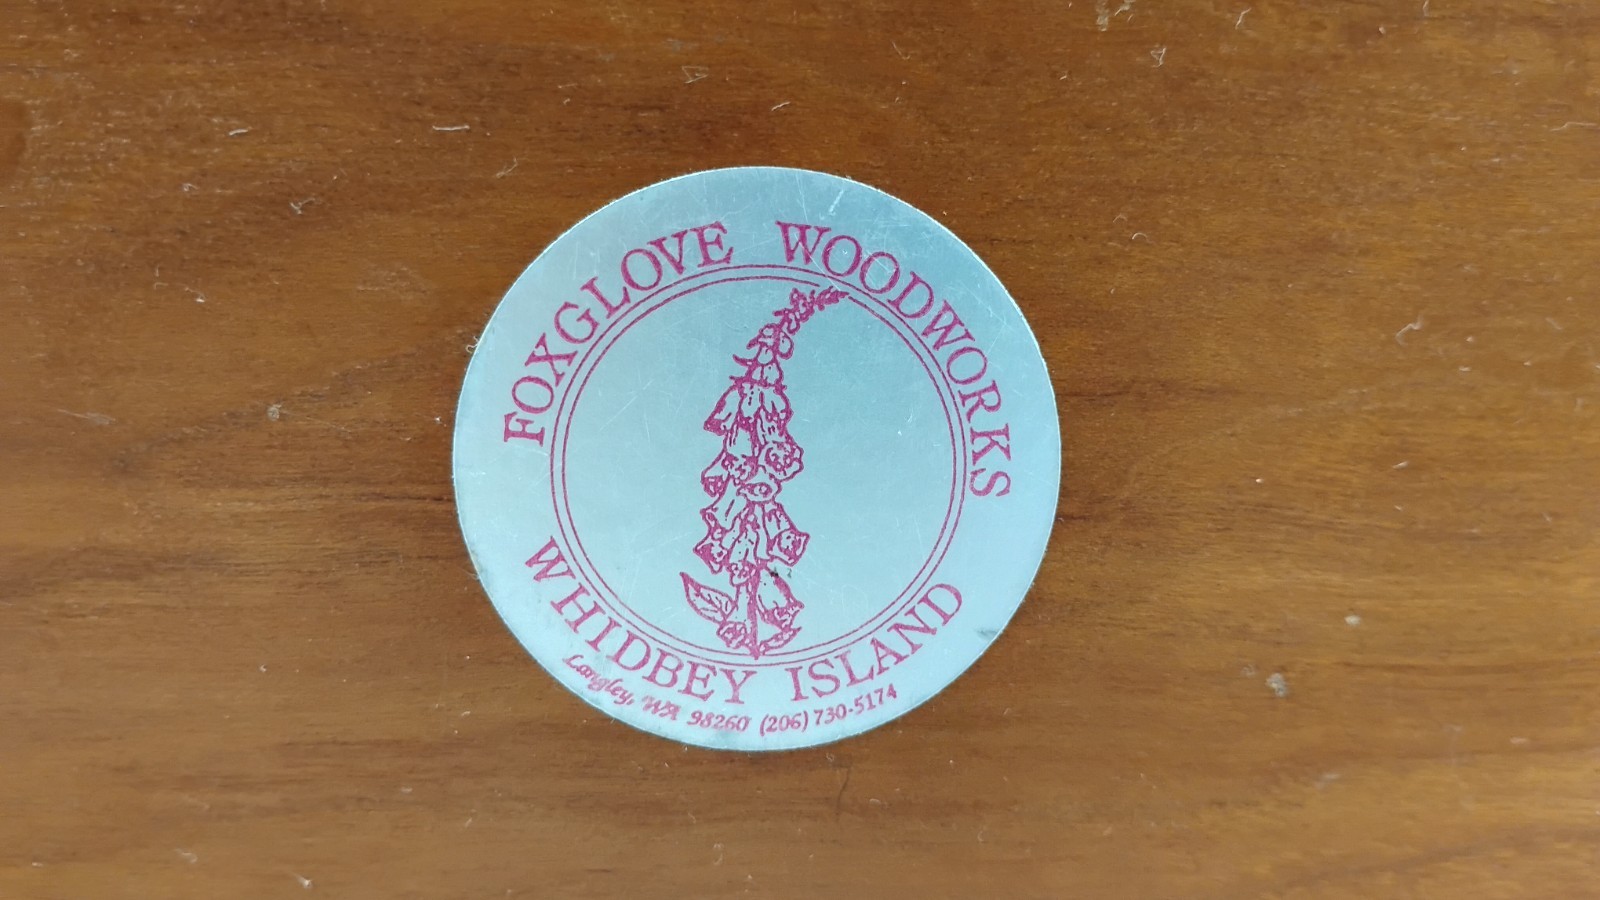 FOXGLOVE WOODWORKS
WHIDBEY ISLAND
Langley, WA 98260 (206) 730-5174